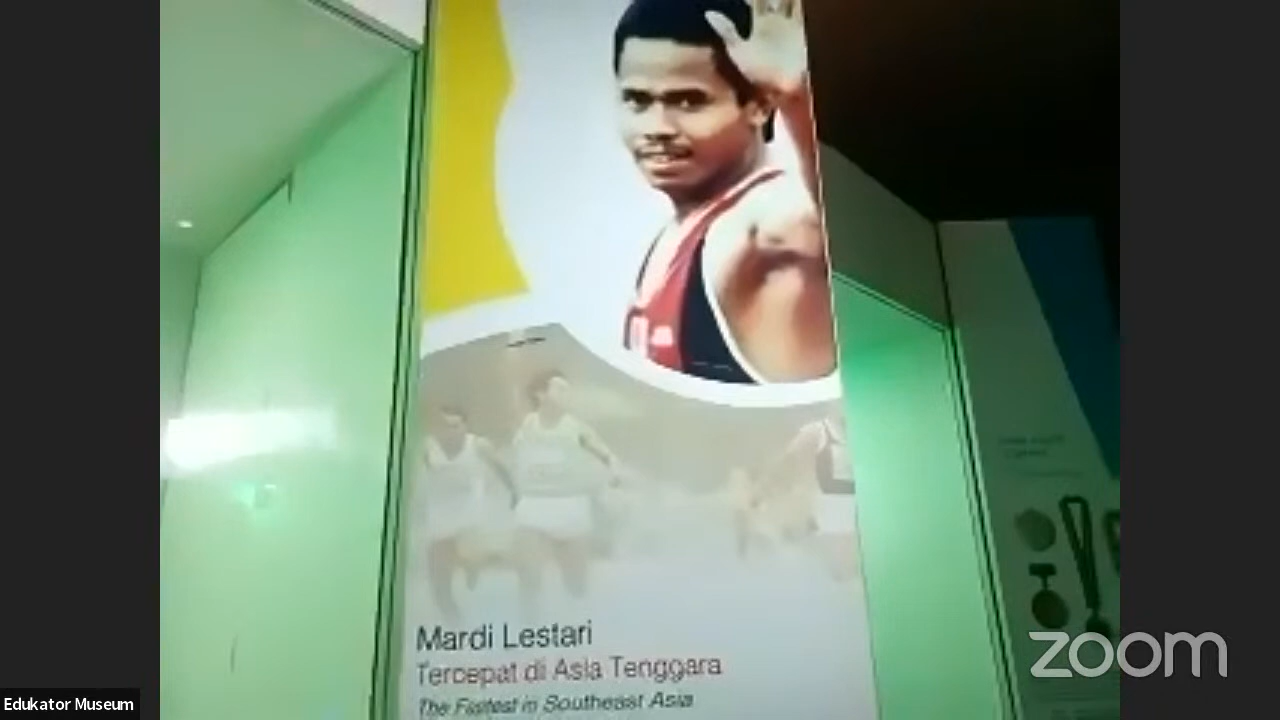 Mardi Lestari
Tercepat di Asia Tenggara
The Fastest in Southeast Asia
zoom
Edukator Museum